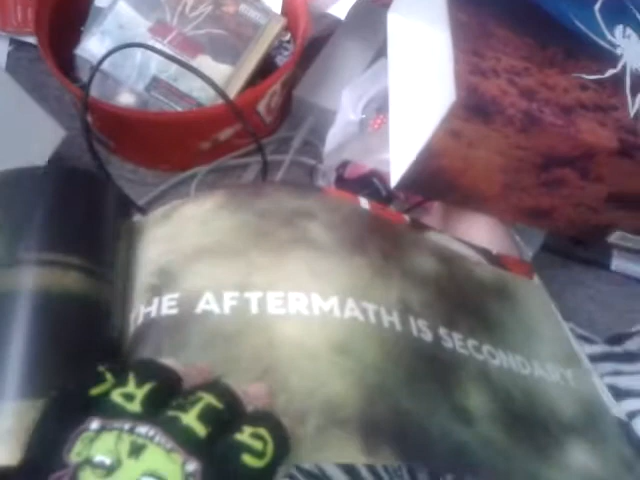 THE AFTERMATH IS SECONDARY
G I R L